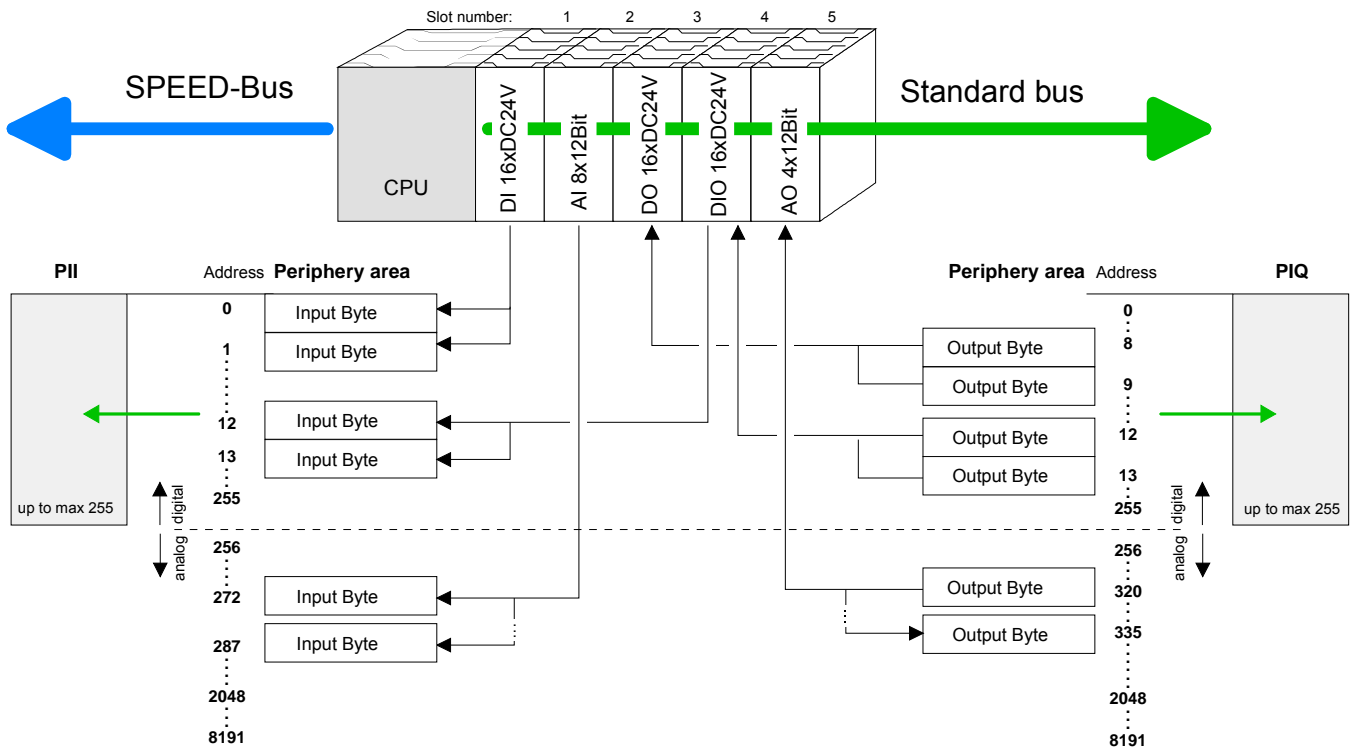 Slot number: 1 2 3 4 5
SPEED-Bus
Standard bus
CPU
DI 16xDC24V
AI 8x12Bit
DO 16xDC24V
DIO 16xDC24V
AO 4x12Bit
PII
Address Periphery area
0
Input Byte
1
Input Byte
12
Input Byte
13
Input Byte
255
up to max 255
digital
analog
256
272
Input Byte
287
Input Byte
2048
8191
Periphery area Address
PIQ
0
8
Output Byte
9
Output Byte
12
Output Byte
13
Output Byte
255
up to max 255
digital
analog
256
320
Output Byte
335
Output Byte
2048
8191